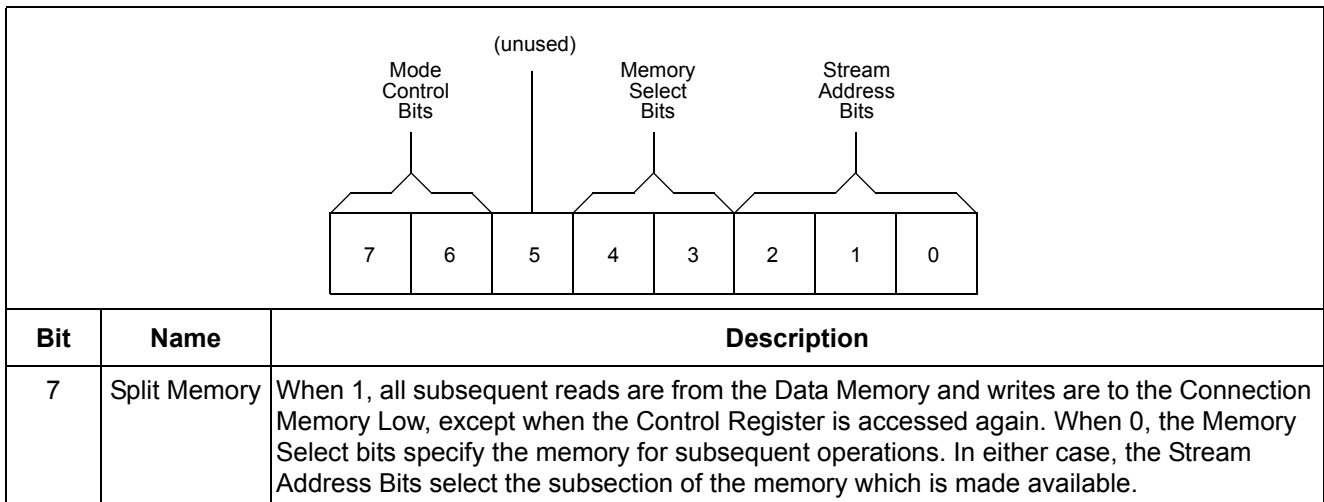 (unused)
Mode
Control
Bits
Memory
Select
Bits
Stream
Address
Bits
7 6 5 4 3 2 1 0
Bit Name Description
7 Split Memory When 1, all subsequent reads are from the Data Memory and writes are to the Connection
Memory Low, except when the Control Register is accessed again. When 0, the Memory
Select bits specify the memory for subsequent operations. In either case, the Stream
Address Bits select the subsection of the memory which is made available.